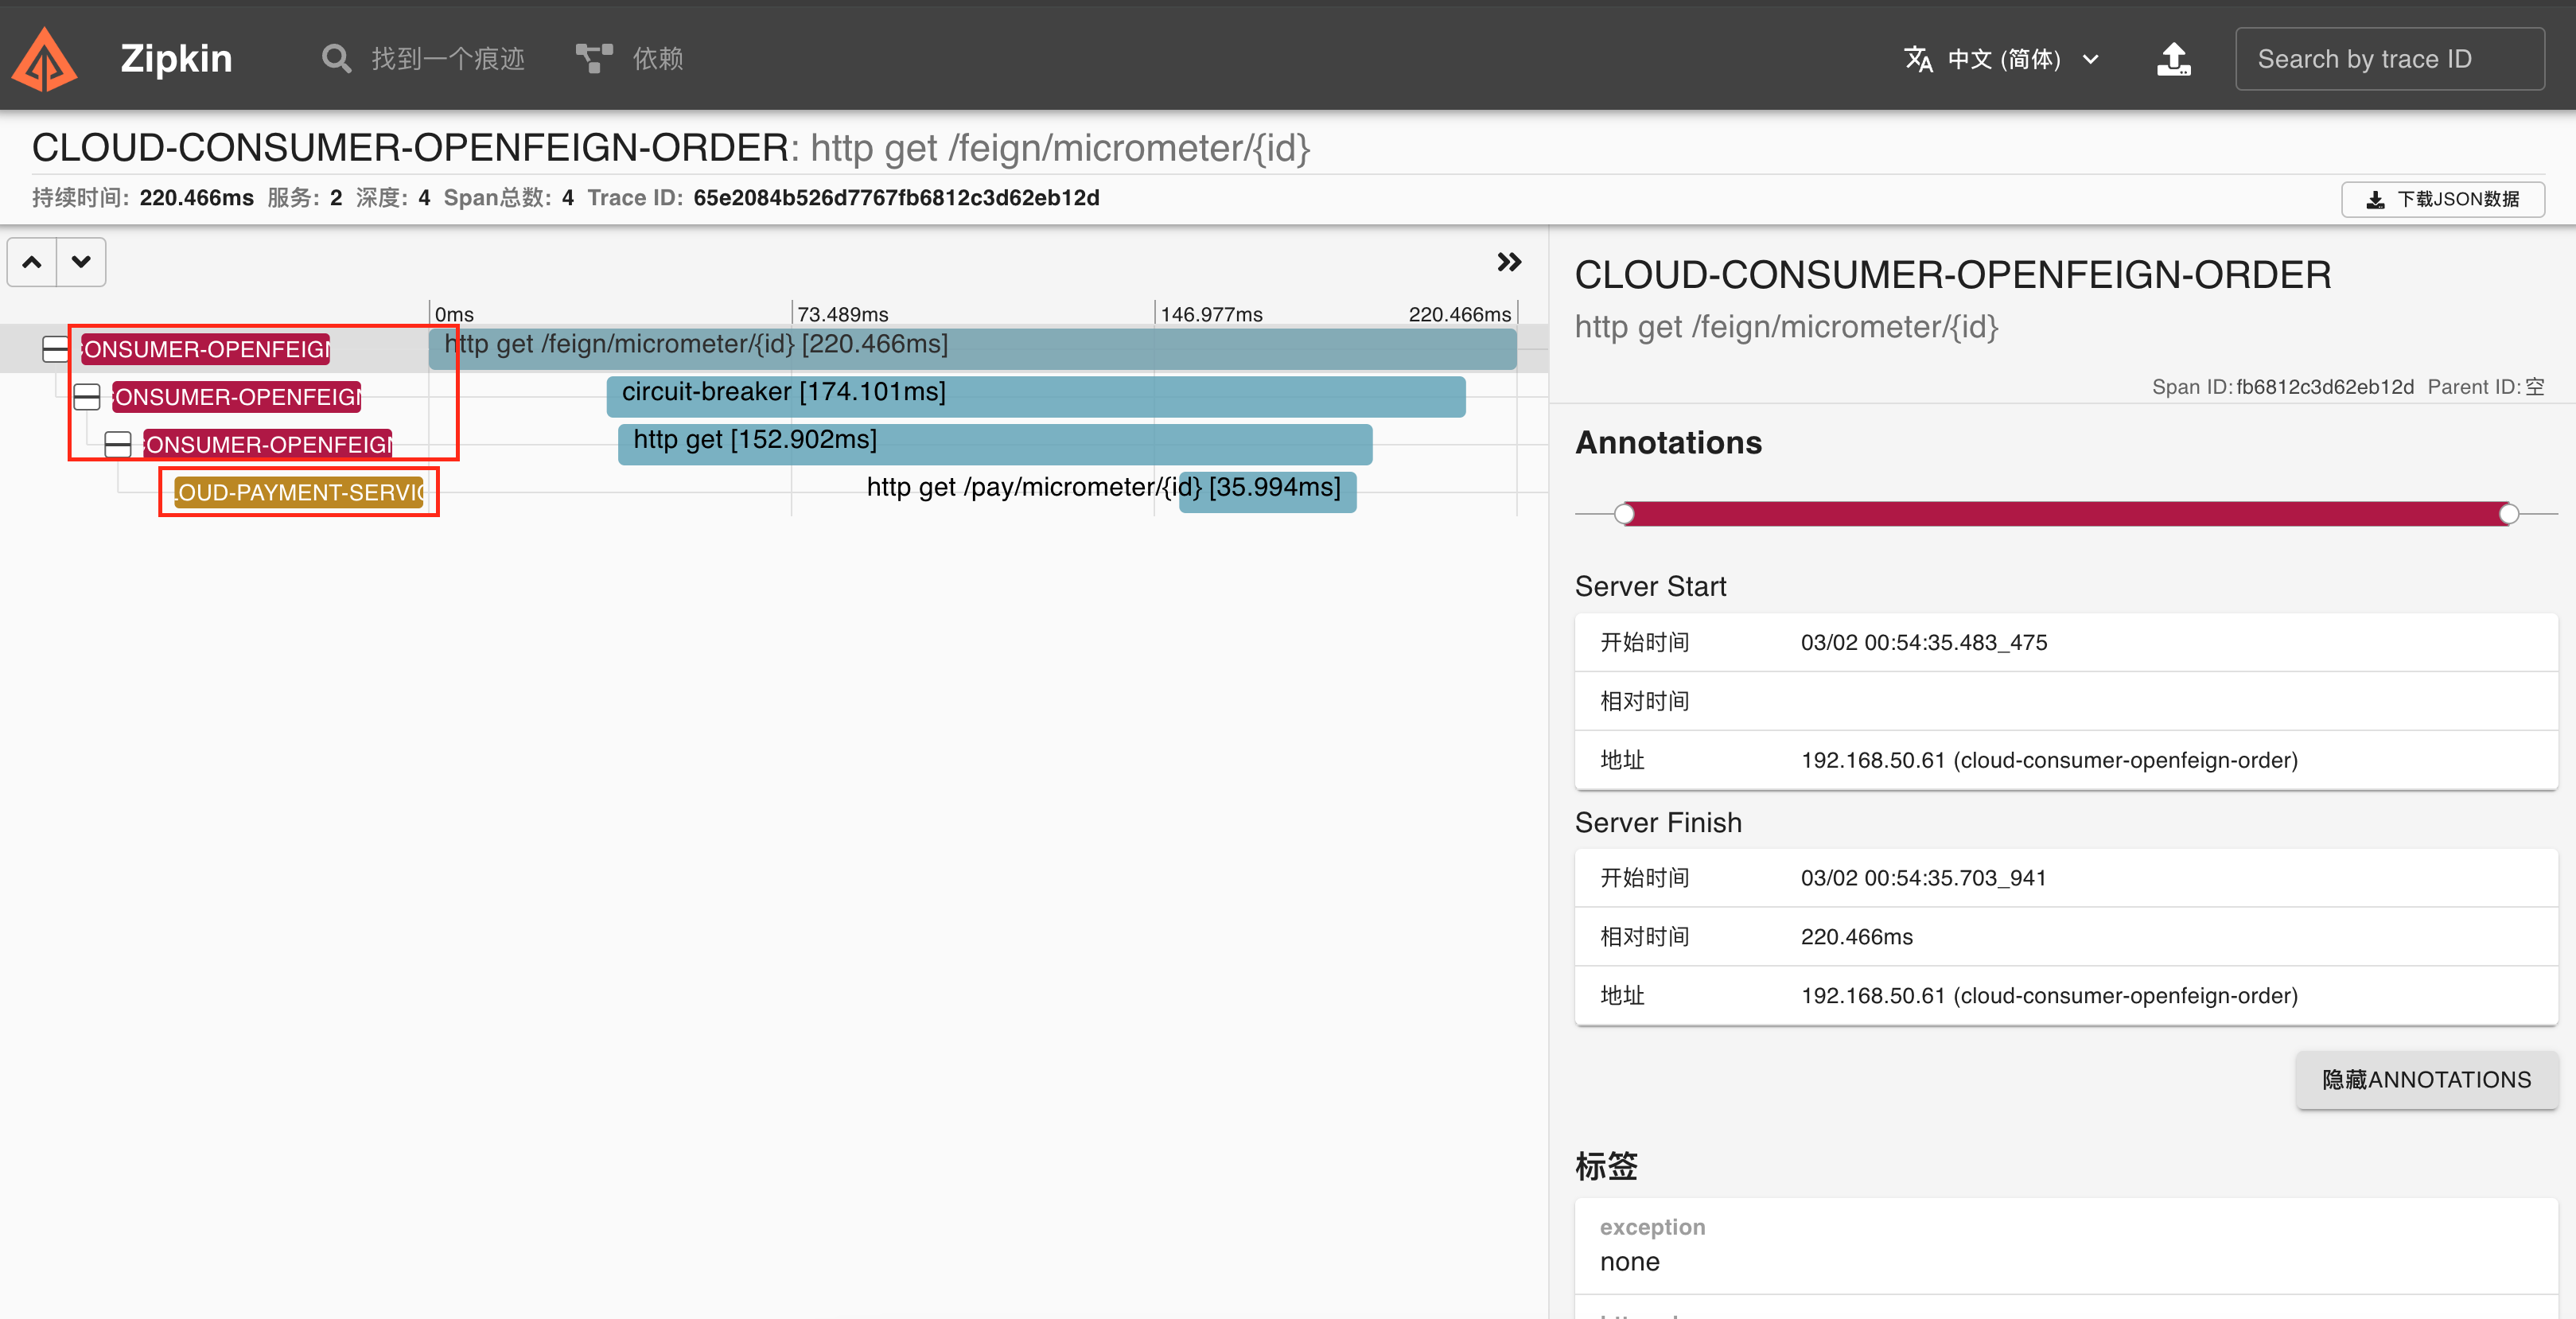 Zipkin 找到一个痕迹 依赖 中文 (简体) Search by trace ID
CLOUD-CONSUMER-OPENFEIGN-ORDER: http get /feign/micrometer/{id}
持续时间: 220.466ms 服务: 2 深度: 4 Span总数: 4 Trace ID: 65e2084b526d7767fb6812c3d62eb12d
下载JSON数据
0ms 73.489ms 146.977ms 220.466ms
ONSUMER-OPENFEIGN http get /feign/micrometer/{id} [220.466ms]
ONSUMER-OPENFEIGN circuit-breaker [174.101ms]
ONSUMER-OPENFEIGN http get [152.902ms]
LOUD-PAYMENT-SERVIC http get /pay/micrometer/{id} [35.994ms]
CLOUD-CONSUMER-OPENFEIGN-ORDER
http get /feign/micrometer/{id}
Span ID: fb6812c3d62eb12d Parent ID: 空
Annotations
Server Start
开始时间 03/02 00:54:35.483_475
相对时间
地址 192.168.50.61 (cloud-consumer-openfeign-order)
Server Finish
开始时间 03/02 00:54:35.703_941
相对时间 220.466ms
地址 192.168.50.61 (cloud-consumer-openfeign-order)
隐藏ANNOTATIONS
标签
exception
none